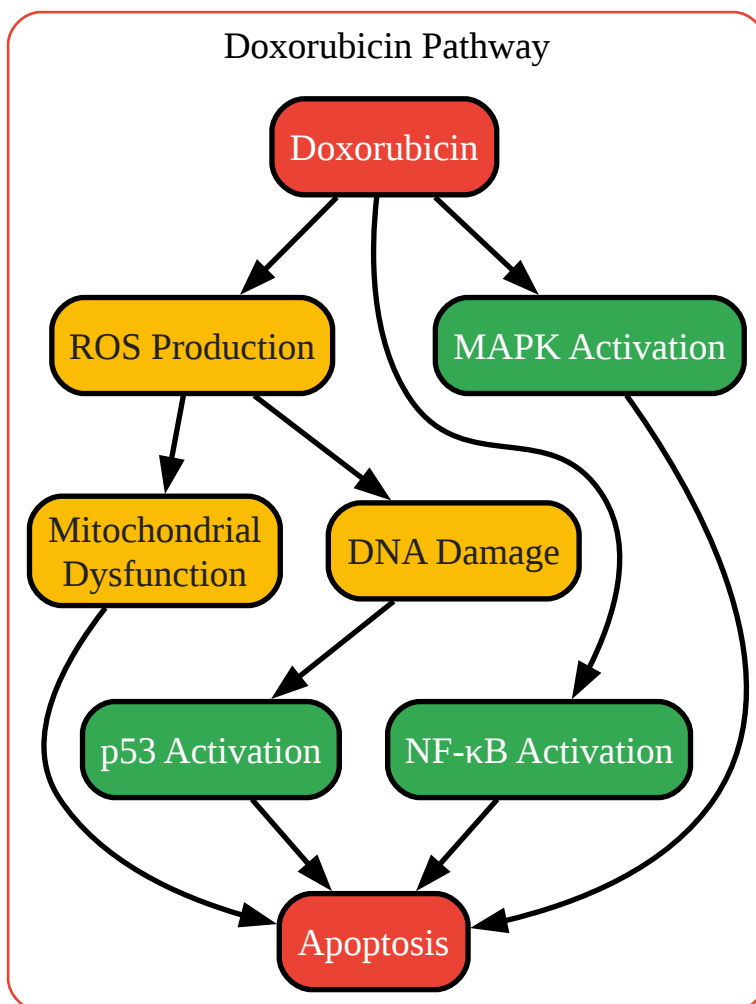 Doxorubicin Pathway
Doxorubicin
ROS Production
MAPK Activation
Mitochondrial
Dysfunction
DNA Damage
p53 Activation
NF-κB Activation
Apoptosis